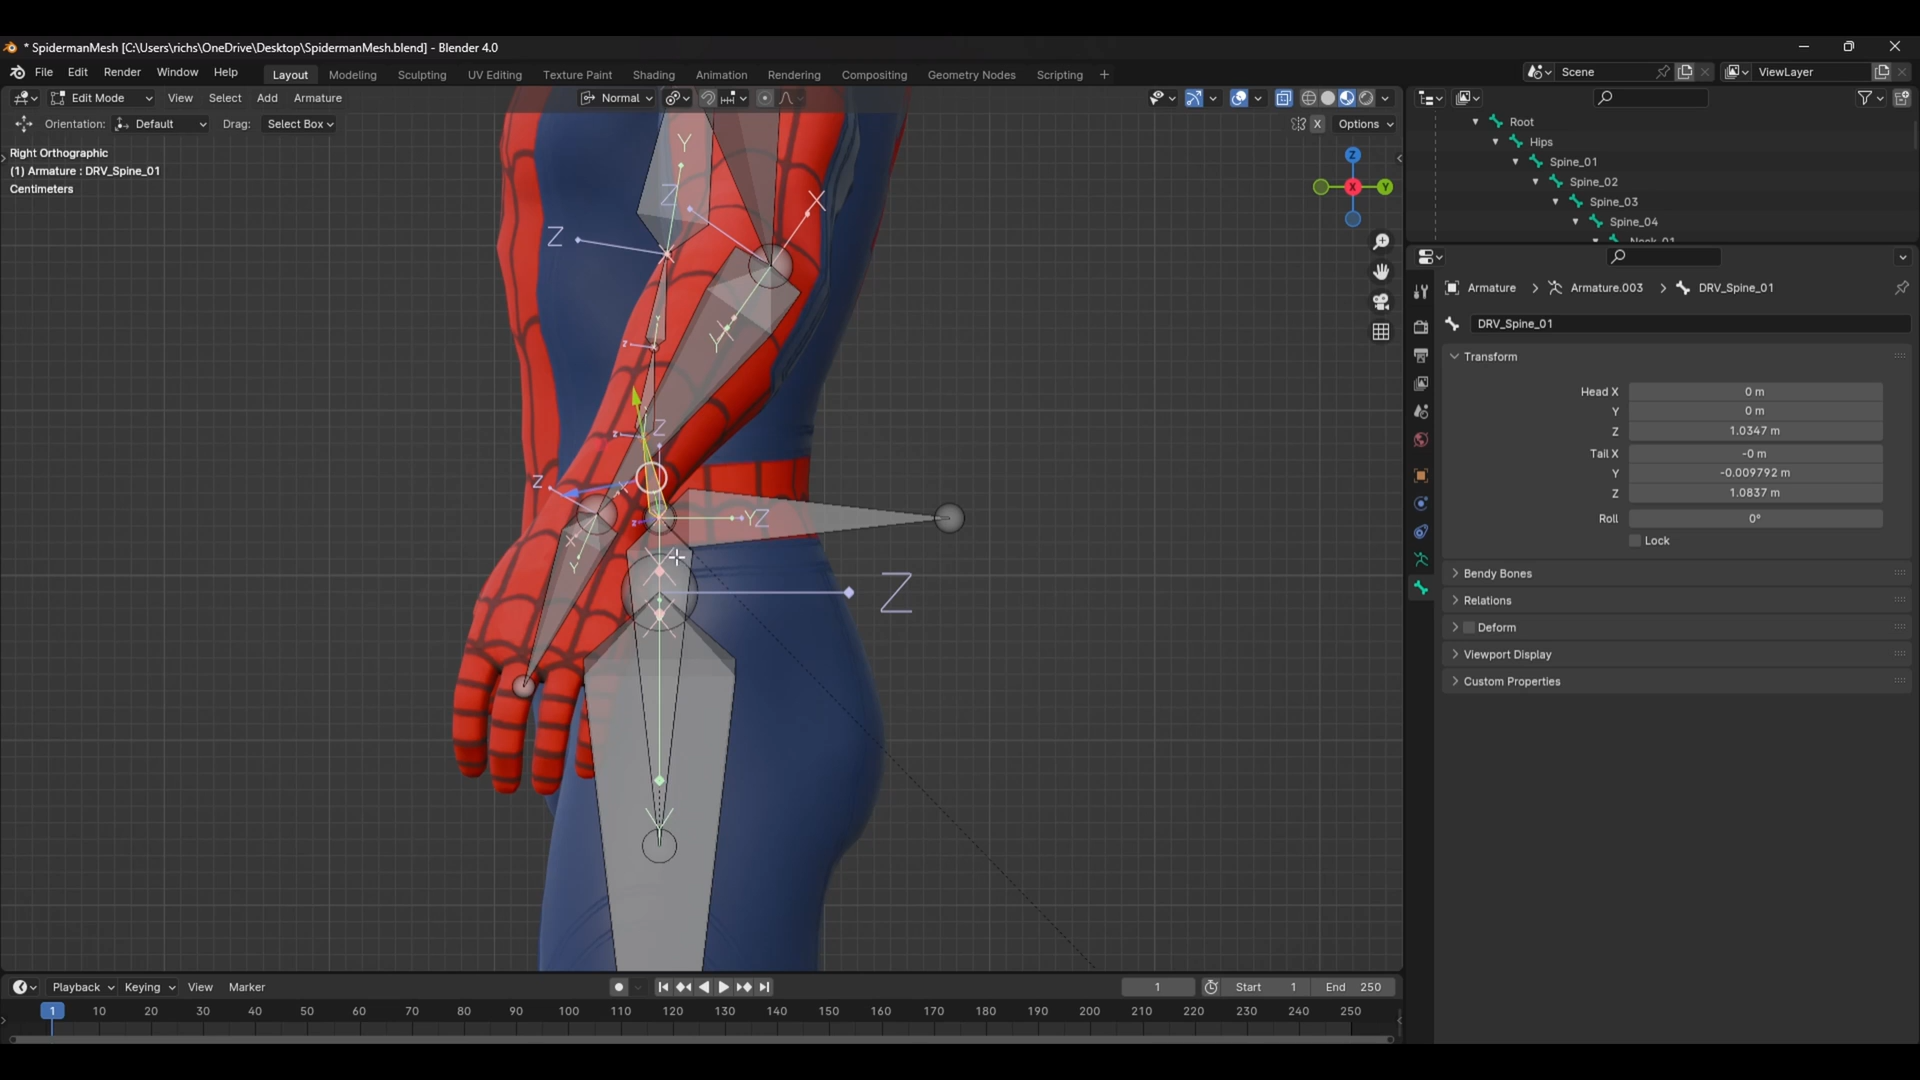 * SpidermanMesh [C:\Users\richs\OneDrive\Desktop\SpidermanMesh.blend] - Blender 4.0
File Edit Render Window Help Layout Modeling Sculpting UV Editing Texture Paint Shading Animation Rendering Compositing Geometry Nodes Scripting + Scene ViewLayer
Edit Mode View Select Add Armature Normal
Orientation: Default Drag: Select Box X Options
Right Orthographic
(1) Armature : DRV_Spine_01
Centimeters
Y
Z
X
Z
Z
X
Y
Z
Z
X
YZ
X
Y
Z
Z
X
Y
Root
Hips
Spine_01
Spine_02
Spine_03
Spine_04
Neck_01
Armature > Armature.003 > DRV_Spine_01
DRV_Spine_01
Transform
Head X 0 m
Y 0 m
Z 1.0347 m
Tail X -0 m
Y -0.009792 m
Z 1.0837 m
Roll 0°
Lock
Bendy Bones
Relations
Deform
Viewport Display
Custom Properties
Playback Keying View Marker 1 Start 1 End 250
1 10 20 30 40 50 60 70 80 90 100 110 120 130 140 150 160 170 180 190 200 210 220 230 240 250